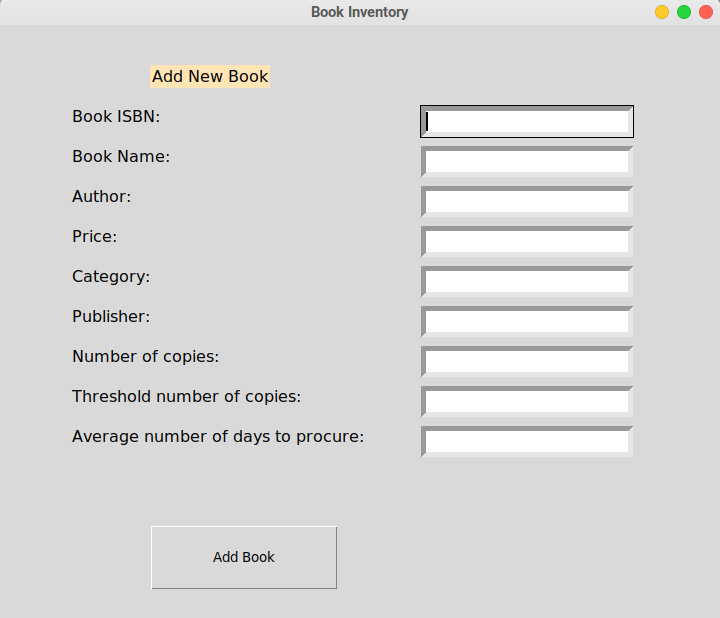 Book Inventory
Add New Book
Book ISBN:
Book Name:
Author:
Price:
Category:
Publisher:
Number of copies:
Threshold number of copies:
Average number of days to procure:
Add Book